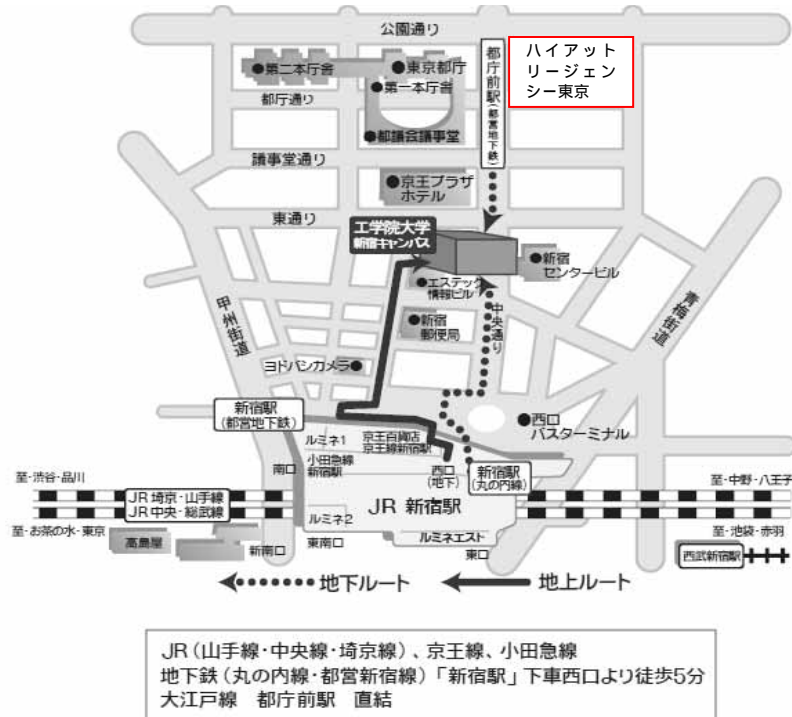 公園通り
●第二本庁舎
●東京都庁
●第一本庁舎
都庁通り
●都議会議事堂
都庁前駅(都営地下鉄)
ハイアット
リージェン
シー東京
議事堂通り
●京王プラザ
ホテル
東通り
工学院大学
新宿キャンパス
●新宿
センタービル
●エステック
情報ビル
中央通り
●新宿
郵便局
甲州街道
青梅街道
ヨドバシカメラ●
新宿駅
(都営地下鉄)
●西口
バスターミナル
ルミネ1
京王百貨店
京王線新宿駅
小田急線
新宿駅
南口
西口
(地下)
新宿駅
(丸の内線)
至・渋谷・品川
至・中野・八王子
JR 埼京・山手線
JR 中央・総武線
JR 新宿駅
至・お茶の水・東京
至・池袋・赤羽
高島屋
新南口
ルミネ2
東南口
ルミネエスト
東口
西武新宿駅
地下ルート
地上ルート
JR(山手線・中央線・埼京線)、京王線、小田急線
地下鉄(丸の内線・都営新宿線)「新宿駅」下車西口より徒歩5分
大江戸線 都庁前駅 直結